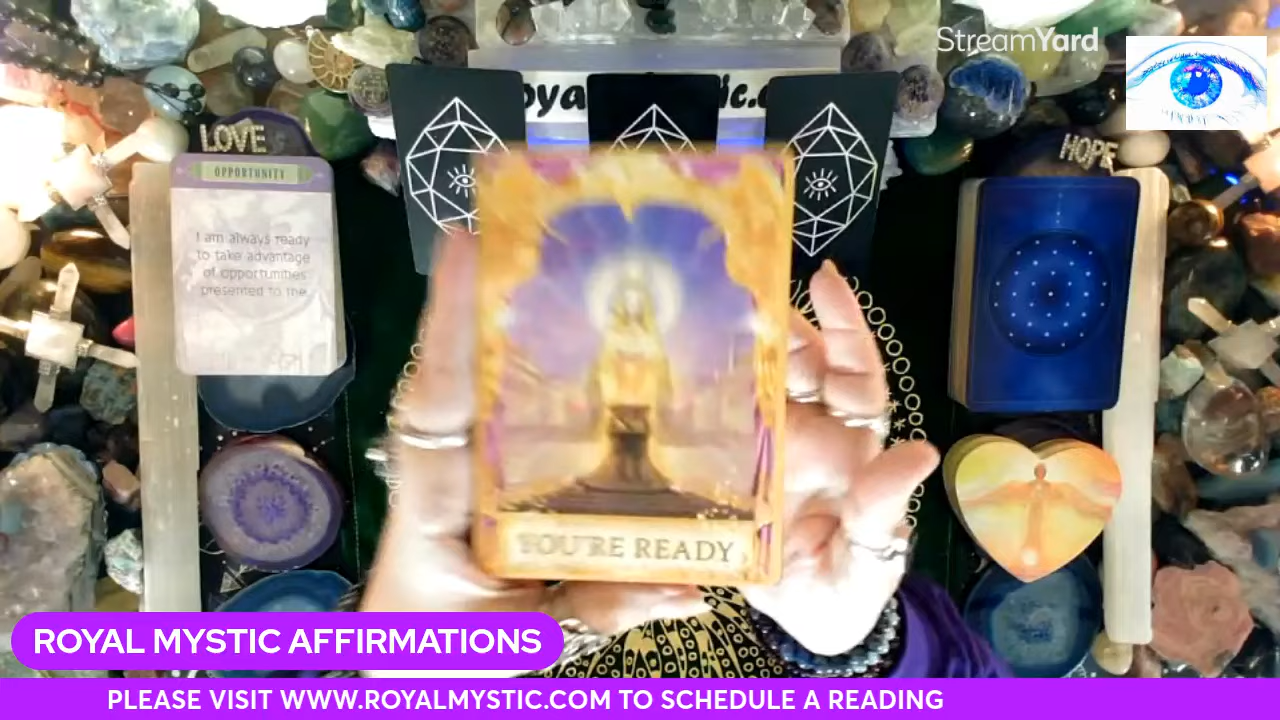 StreamYard
LOVE
HOPE
OPPORTUNITY
I am always ready
to take advantage
of opportunities
presented to me
YOU'RE READY
ROYAL MYSTIC AFFIRMATIONS
PLEASE VISIT WWW.ROYALMYSTIC.COM TO SCHEDULE A READING